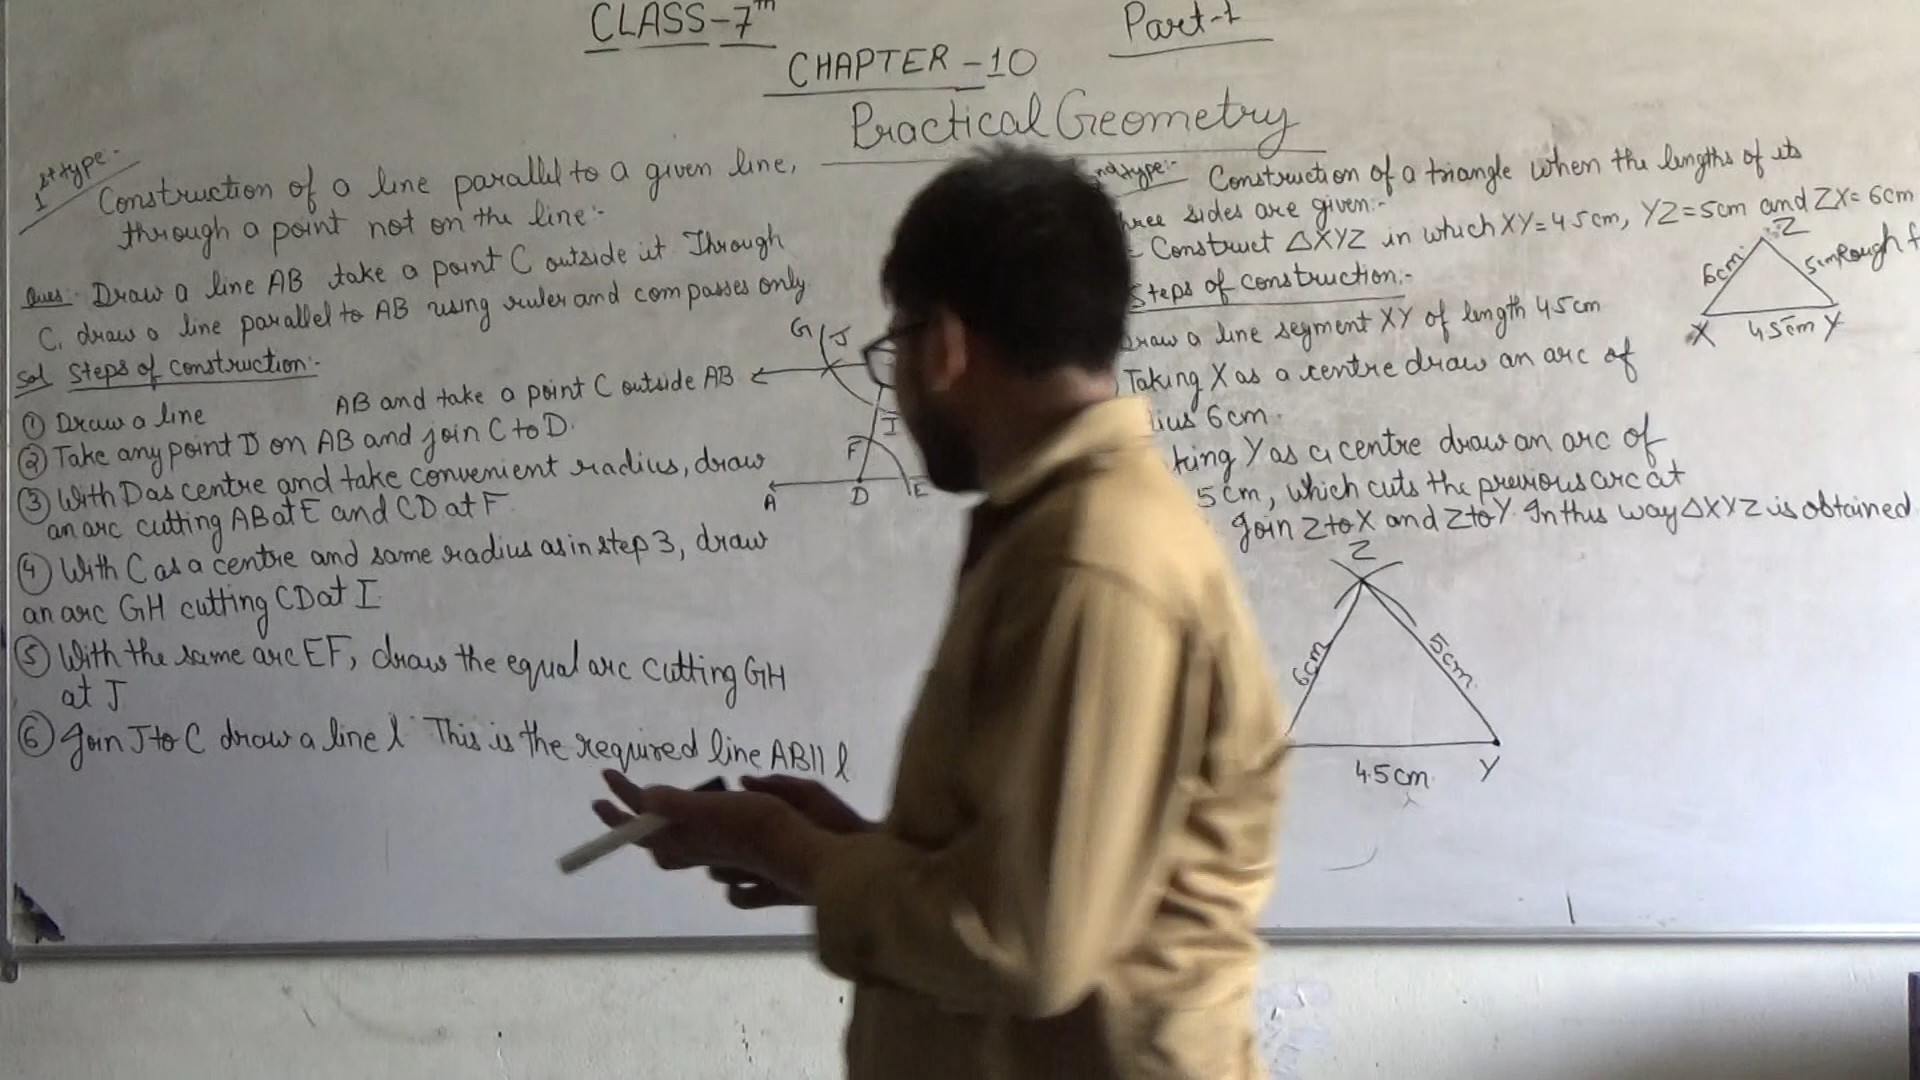 CLASS-7th
Part-1
CHAPTER-10
Practical Geometry
1st type:-
Construction of a line parallel to a given line,
through a point not on the line:-
Ques:- Draw a line AB take a point C outside it Through
C, draw a line parallel to AB using ruler and compasses only
Sol Steps of construction:-
① Draw a line AB and take a point C outside AB
② Take any point D on AB and join C to D.
③ With D as centre and take convenient radius, draw
an arc cutting AB at E and CD at F
④ With C as a centre and same radius as in step 3, draw
an arc GH cutting CD at I
⑤ With the same arc EF, draw the equal arc cutting GH
at J
⑥ Join J to C draw a line l This is the required line AB || l
G J
I
F
A D E
nd type:- Construction of a triangle when the lengths of its
hree sides are given:-
Construct △XYZ in which XY=4.5cm, YZ=5cm and ZX=6cm
Steps of construction:-
Draw a line segment XY of length 4.5cm
Taking X as a centre draw an arc of
ius 6cm.
king Y as a centre draw an arc of
5cm, which cuts the previous arc at
Join Z to X and Z to Y. In this way △XYZ is obtained
Z
6cm 5cm Rough f
X 4.5cm Y
Z
6cm 5cm
4.5cm Y